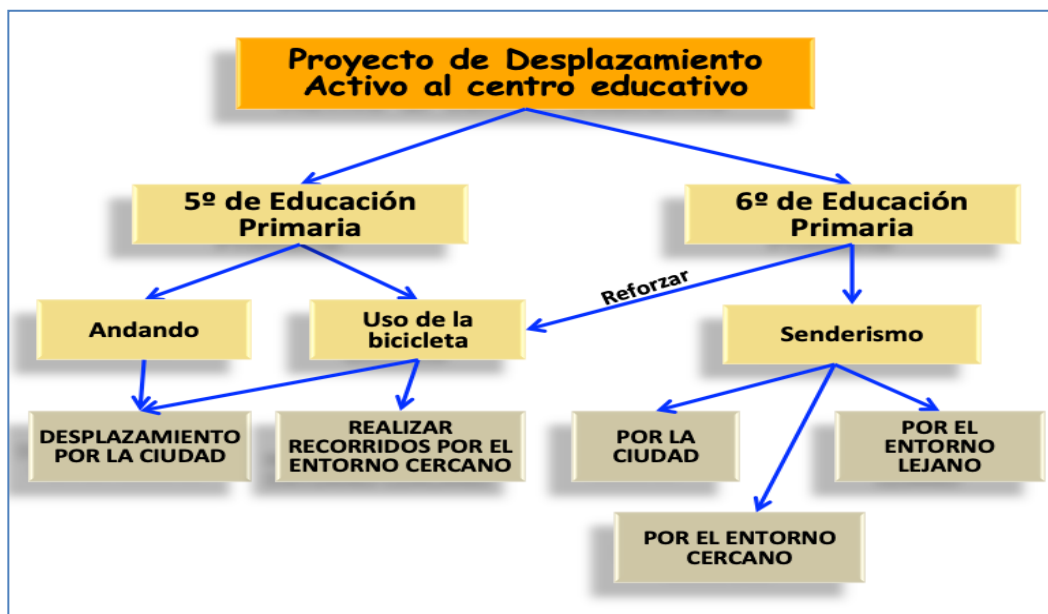 Proyecto de Desplazamiento
Activo al centro educativo
5º de Educación
Primaria
6º de Educación
Primaria
Reforzar
Andando
Uso de la
bicicleta
Senderismo
DESPLAZAMIENTO
POR LA CIUDAD
REALIZAR
RECORRIDOS POR EL
ENTORNO CERCANO
POR LA
CIUDAD
POR EL
ENTORNO
LEJANO
POR EL ENTORNO
CERCANO